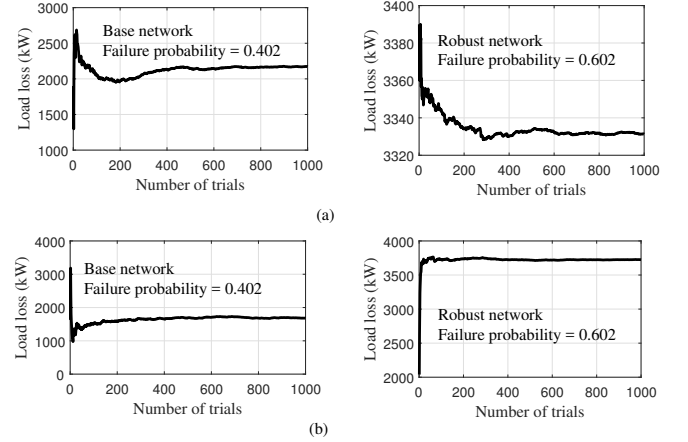 3000
2500
2000
1500
1000
Load loss (kW)
Base network
Failure probability = 0.402
0 200 400 600 800 1000
Number of trials
3400
3380
3360
3340
3320
Load loss (kW)
Robust network
Failure probability = 0.602
0 200 400 600 800 1000
Number of trials
(a)
4000
3000
2000
1000
0
Load loss (kW)
Base network
Failure probability = 0.402
0 200 400 600 800 1000
Number of trials
4000
3500
3000
2500
2000
Load loss (kW)
Robust network
Failure probability = 0.602
0 200 400 600 800 1000
Number of trials
(b)